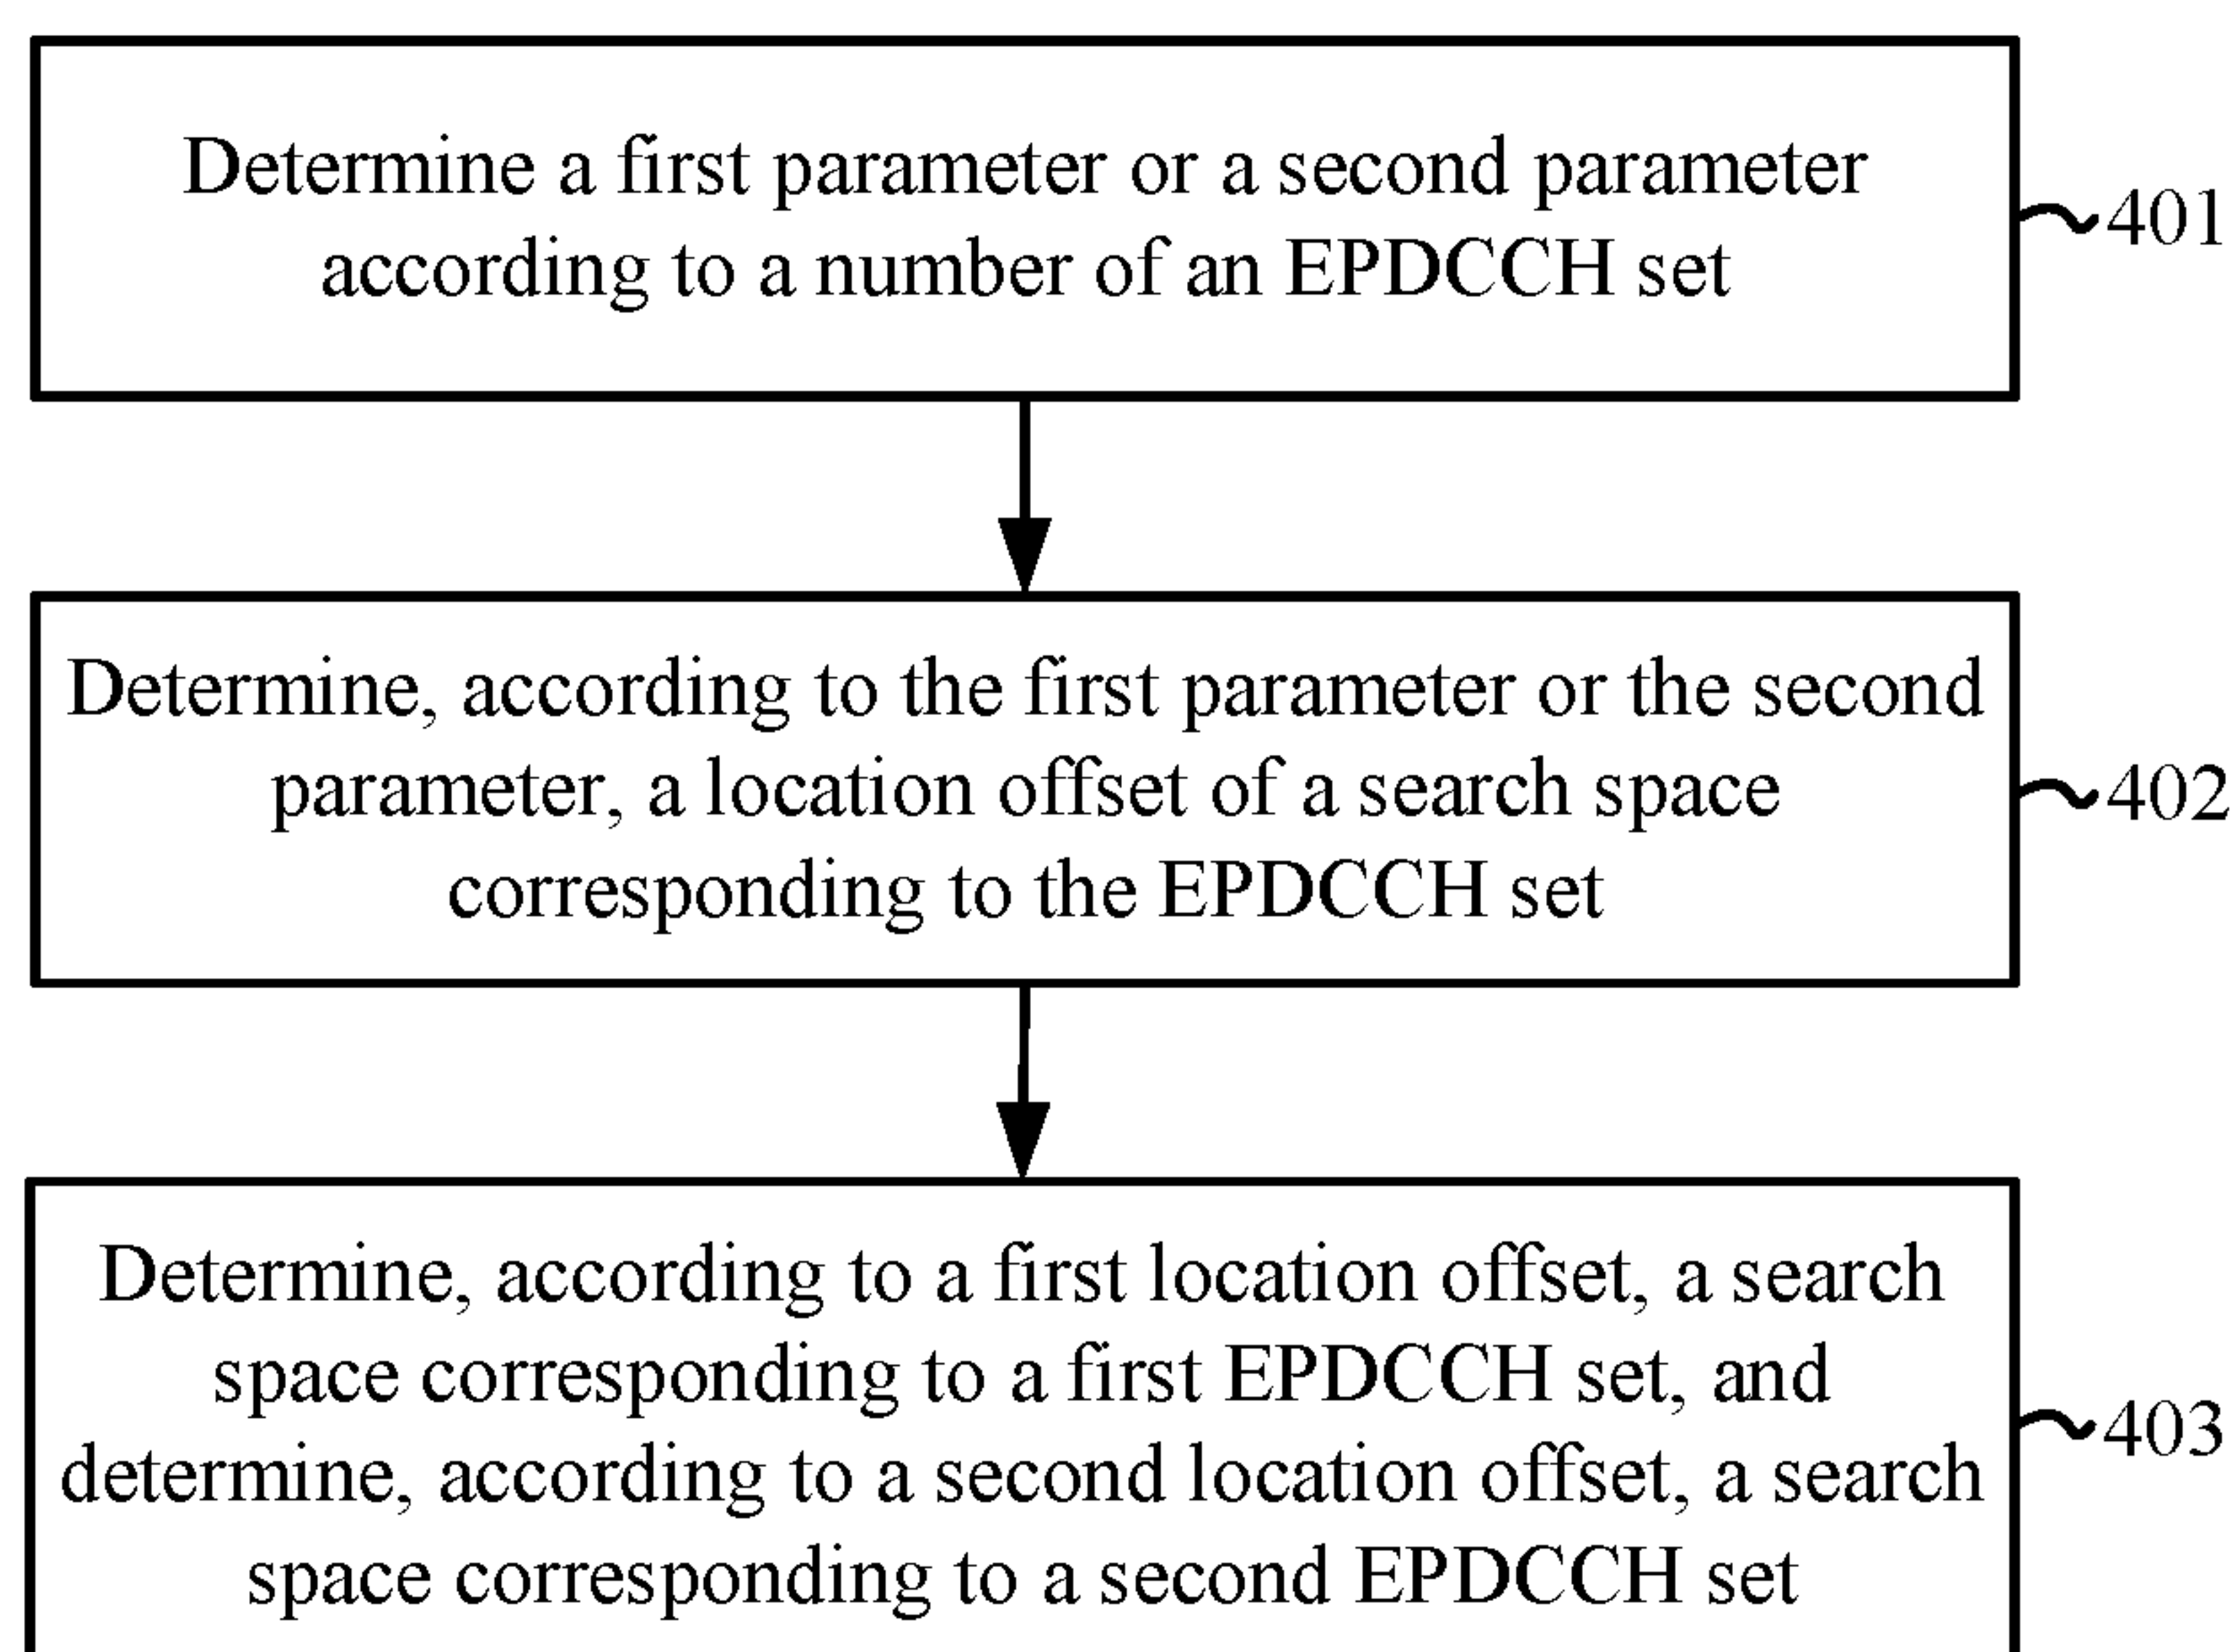 Determine a first parameter or a second parameter
according to a number of an EPDCCH set
401
Determine, according to the first parameter or the second
parameter, a location offset of a search space
corresponding to the EPDCCH set
402
Determine, according to a first location offset, a search
space corresponding to a first EPDCCH set, and
determine, according to a second location offset, a search
space corresponding to a second EPDCCH set
403